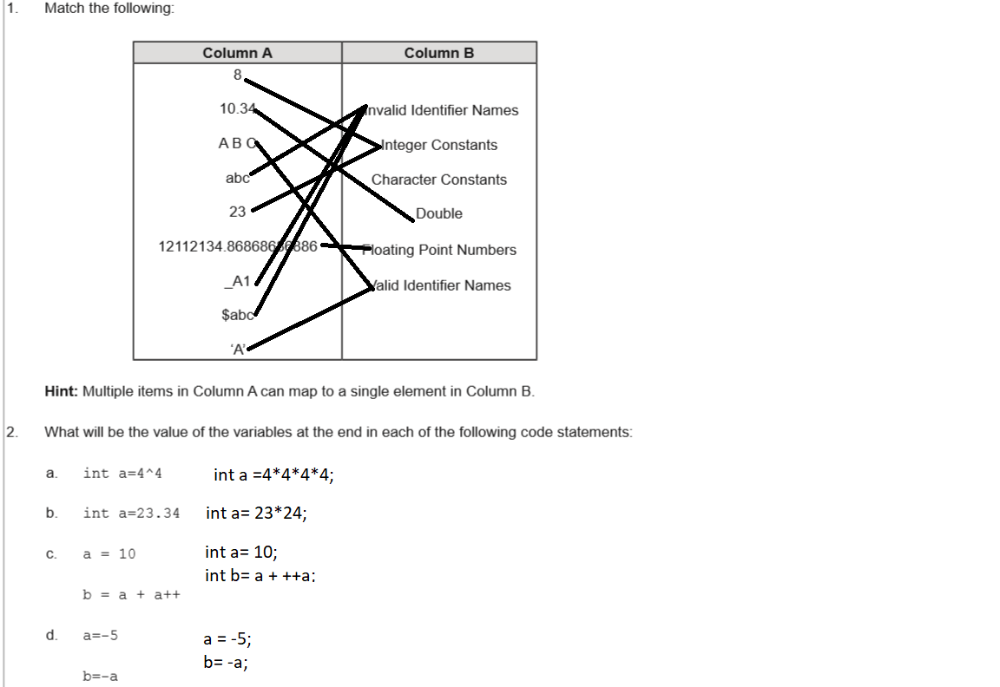 1. Match the following:
Column A Column B
8
10.34 Invalid Identifier Names
A B C Integer Constants
abc Character Constants
23 Double
12112134.86868686886 Floating Point Numbers
_A1 Valid Identifier Names
$abc
'A'
Hint: Multiple items in Column A can map to a single element in Column B.
2. What will be the value of the variables at the end in each of the following code statements:
a. int a=4^4 int a =4*4*4*4;
b. int a=23.34 int a= 23*24;
c. a = 10 int a= 10;
int b= a + ++a;
b = a + a++
d. a=-5 a = -5;
b= -a;
b=-a